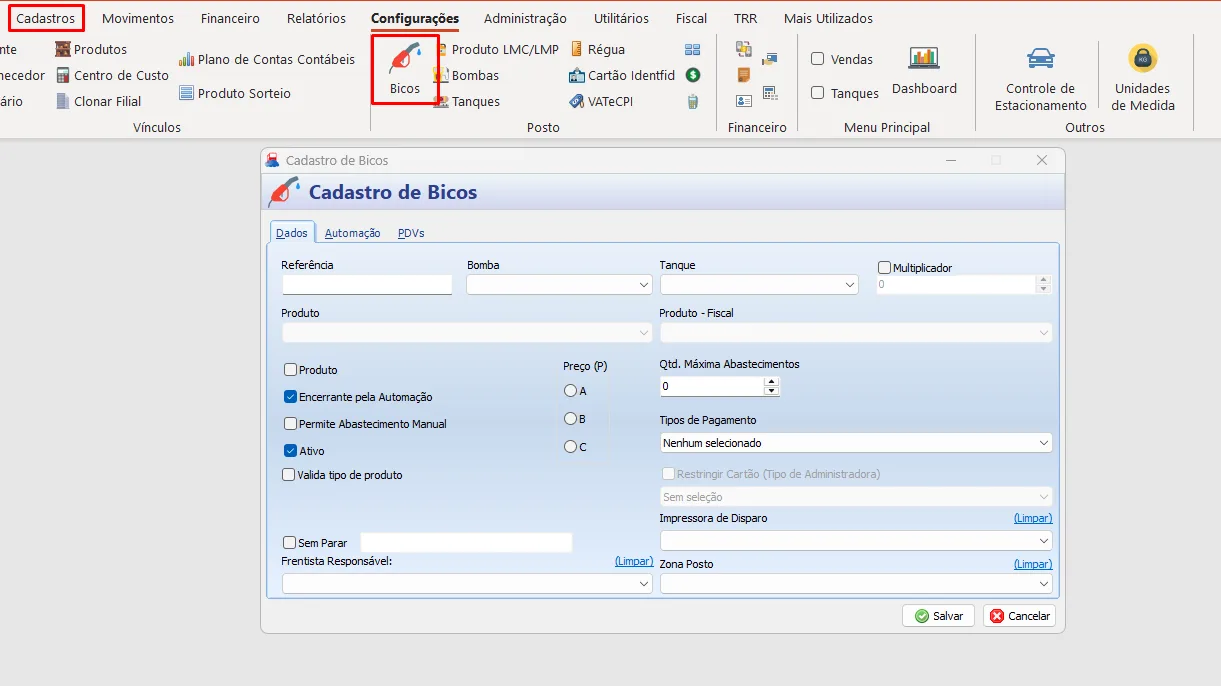 Cadastros Movimentos Financeiro Relatórios Configurações Administração Utilitários Fiscal TRR Mais Utilizados
nte Produtos Plano de Contas Contábeis Bicos Produto LMC/LMP Régua Vendas Dashboard Controle de Estacionamento Unidades de Medida
necedor Centro de Custo Bombas Cartão Identfid
ário Clonar Filial Produto Sorteio Tanques VATeCPI Tanques
Vínculos Posto Financeiro Menu Principal Outros
KG
Cadastro de Bicos
Cadastro de Bicos
Dados Automação PDVs
Referência Bomba Tanque Multiplicador
0
Produto Produto - Fiscal
Produto Preço (P) Qtd. Máxima Abastecimentos
Encerrante pela Automação A 0
Permite Abastecimento Manual B Tipos de Pagamento
Ativo C Nenhum selecionado
Valida tipo de produto Restringir Cartão (Tipo de Administradora)
Sem seleção
Impressora de Disparo (Limpar)
Sem Parar
Frentista Responsável: (Limpar) Zona Posto (Limpar)
Salvar Cancelar